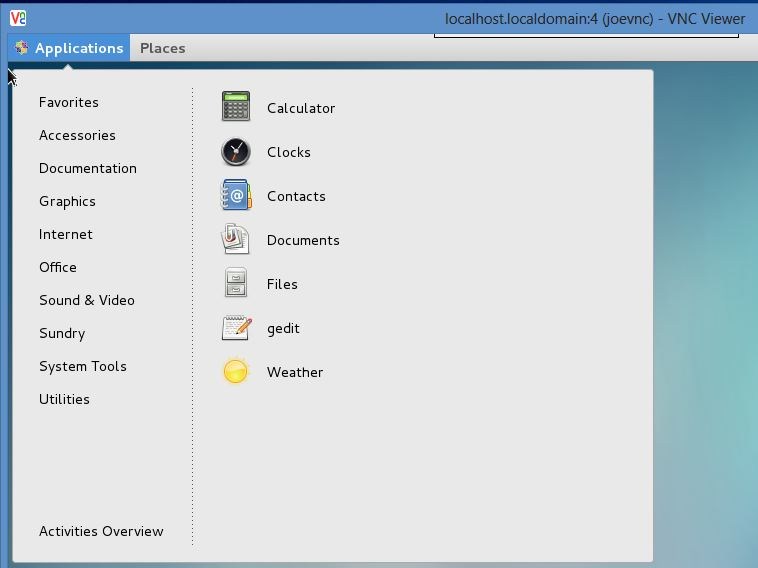 localhost.localdomain:4 (joevnc) - VNC Viewer
Applications Places
Favorites
Accessories
Documentation
Graphics
Internet
Office
Sound & Video
Sundry
System Tools
Utilities
Activities Overview
Calculator
Clocks
Contacts
Documents
Files
gedit
Weather